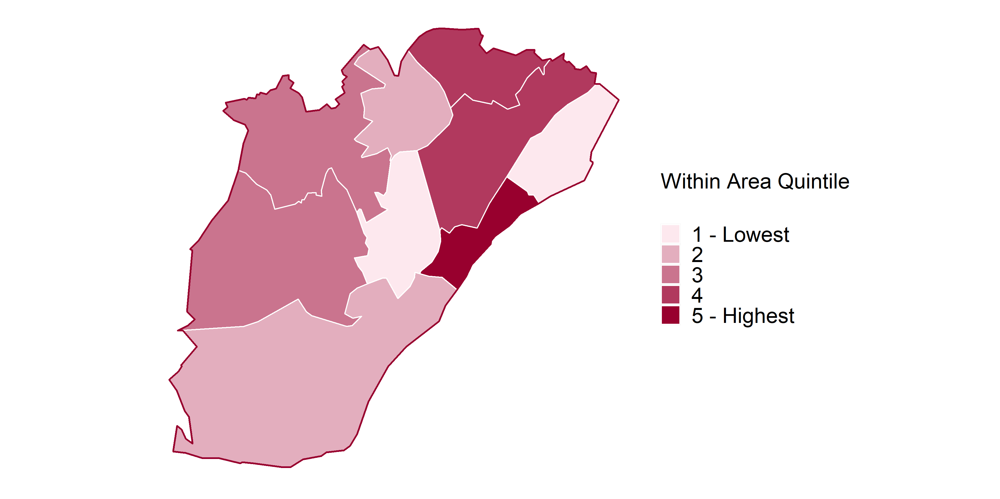 Within Area Quintile
1 - Lowest
2
3
4
5 - Highest